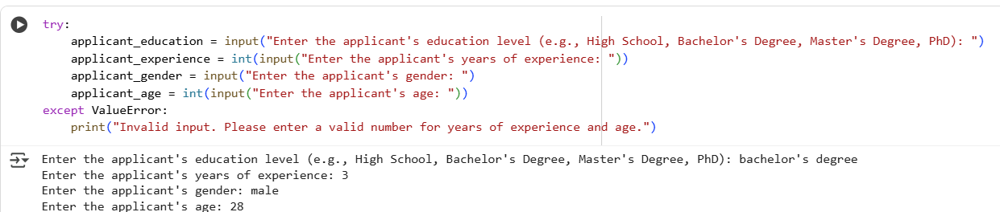 try:
    applicant_education = input("Enter the applicant's education level (e.g., High School, Bachelor's Degree, Master's Degree, PhD): ")
    applicant_experience = int(input("Enter the applicant's years of experience: "))
    applicant_gender = input("Enter the applicant's gender: ")
    applicant_age = int(input("Enter the applicant's age: "))
except ValueError:
    print("Invalid input. Please enter a valid number for years of experience and age.")
Enter the applicant's education level (e.g., High School, Bachelor's Degree, Master's Degree, PhD): bachelor's degree
Enter the applicant's years of experience: 3
Enter the applicant's gender: male
Enter the applicant's age: 28